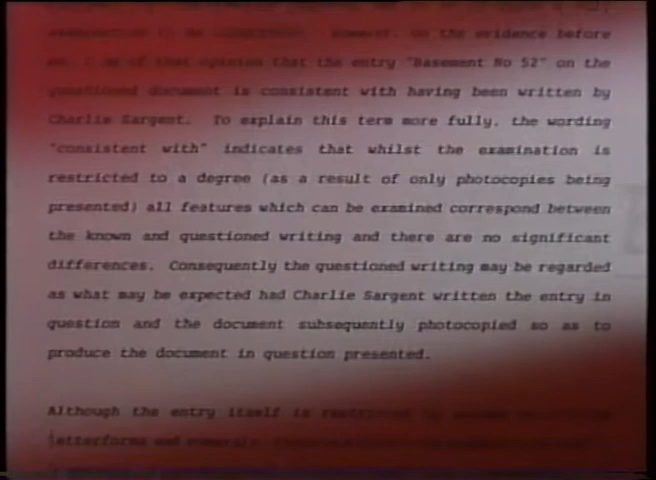 examination to be conducted. However, on the evidence before
me, I am of that opinion that the entry "Basement No 52" on the
questioned document is consistent with having been written by
Charlie Sargent. To explain this term more fully, the wording
"consistent with" indicates that whilst the examination is
restricted to a degree (as a result of only photocopies being
presented) all features which can be examined correspond between
the known and questioned writing and there are no significant
differences. Consequently the questioned writing may be regarded
as what may be expected had Charlie Sargent written the entry in
question and the document subsequently photocopied so as to
produce the document in question presented.
Although the entry itself is restricted
letterforms and